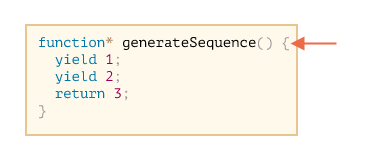 function* generateSequence() {
  yield 1;
  yield 2;
  return 3;
}